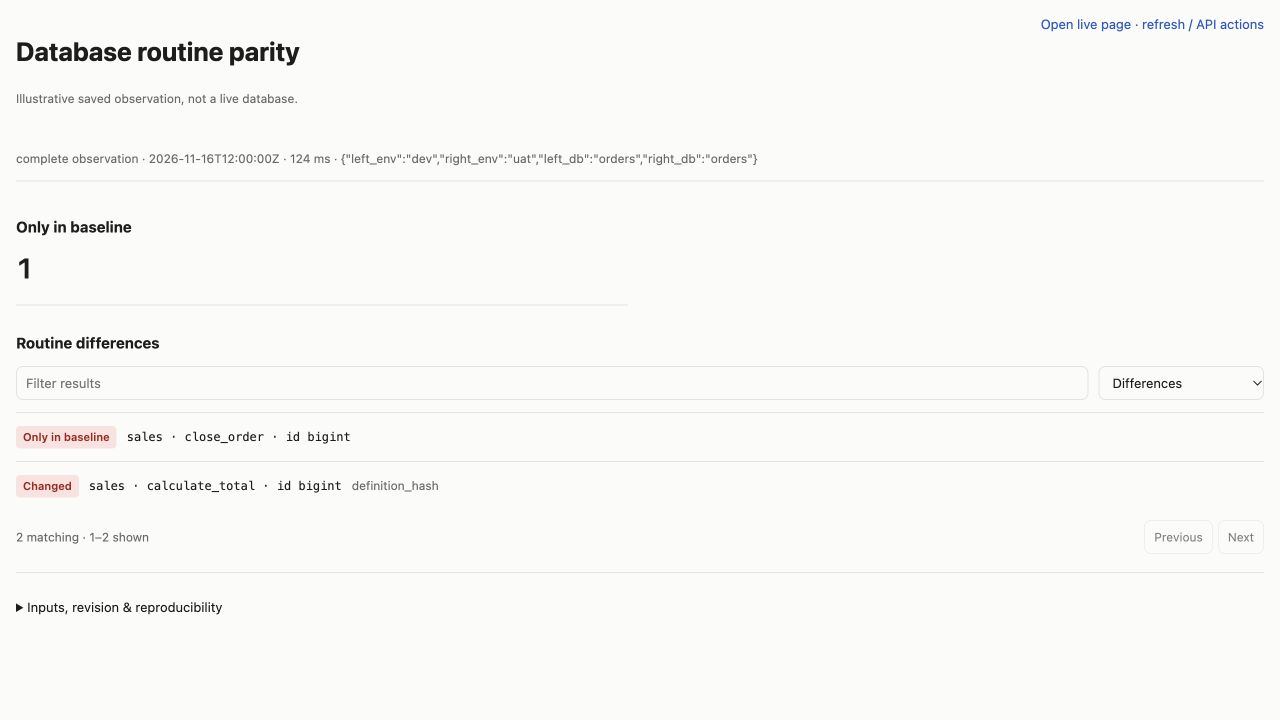 Open live page · refresh / API actions
Database routine parity
Illustrative saved observation, not a live database.
complete observation · 2026-11-16T12:00:00Z · 124 ms · {"left_env":"dev","right_env":"uat","left_db":"orders","right_db":"orders"}
Only in baseline
1
Routine differences
Filter results
Differences
Only in baseline sales · close_order · id bigint
Changed sales · calculate_total · id bigint definition_hash
2 matching · 1–2 shown
Previous Next
Inputs, revision & reproducibility